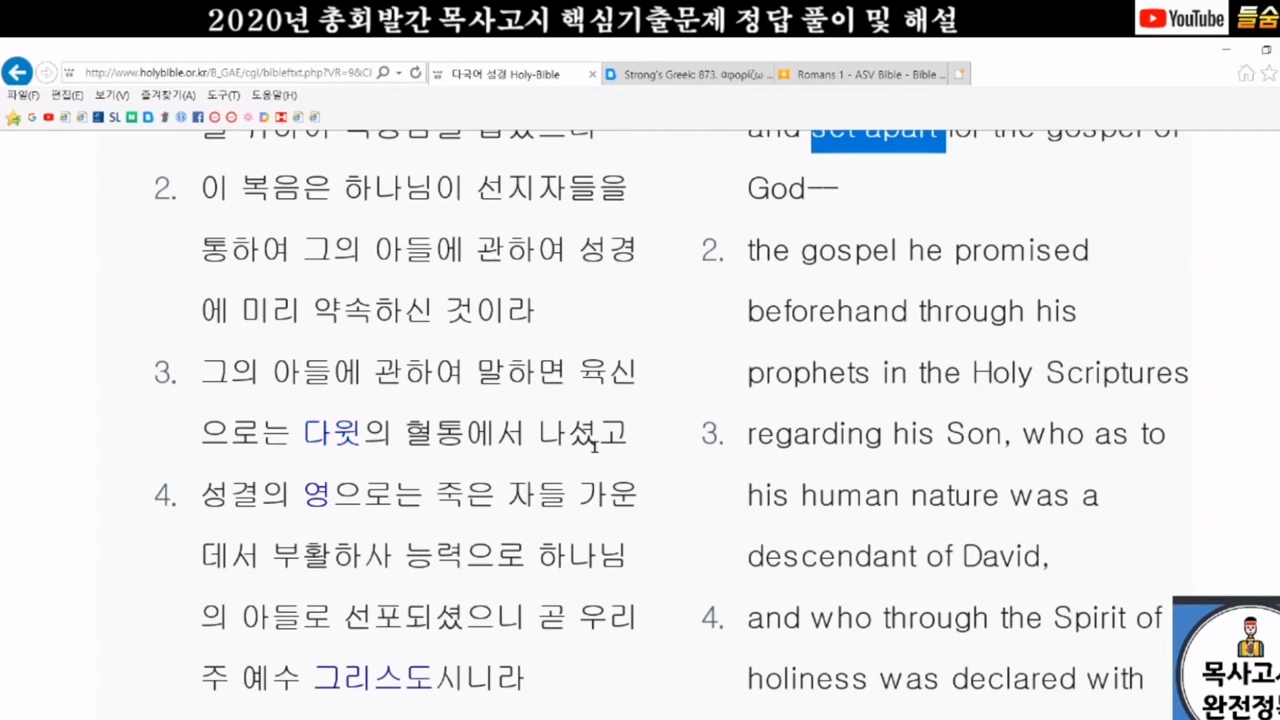 2020년 총회발간 목사고시 핵심기출문제 정답 풀이 및 해설
YouTube 들숨
http://www.holybible.or.kr/B_GAE/cgi/bibleftxt.php?VR=9&CI
다국어 성경 Holy-Bible
Strong's Greek: 873. ἀφορίζω ...
Romans 1 - ASV Bible - Bible ...
파일(F) 편집(E) 보기(V) 즐겨찾기(A) 도구(T) 도움말(H)
2. 이 복음은 하나님이 선지자들을
통하여 그의 아들에 관하여 성경
에 미리 약속하신 것이라
3. 그의 아들에 관하여 말하면 육신
으로는 다윗의 혈통에서 나셨고
4. 성결의 영으로는 죽은 자들 가운
데서 부활하사 능력으로 하나님
의 아들로 선포되셨으니 곧 우리
주 예수 그리스도시니라
and set apart for the gospel of
God—
2. the gospel he promised
beforehand through his
prophets in the Holy Scriptures
3. regarding his Son, who as to
his human nature was a
descendant of David,
4. and who through the Spirit of
holiness was declared with
목사고시
완전정복